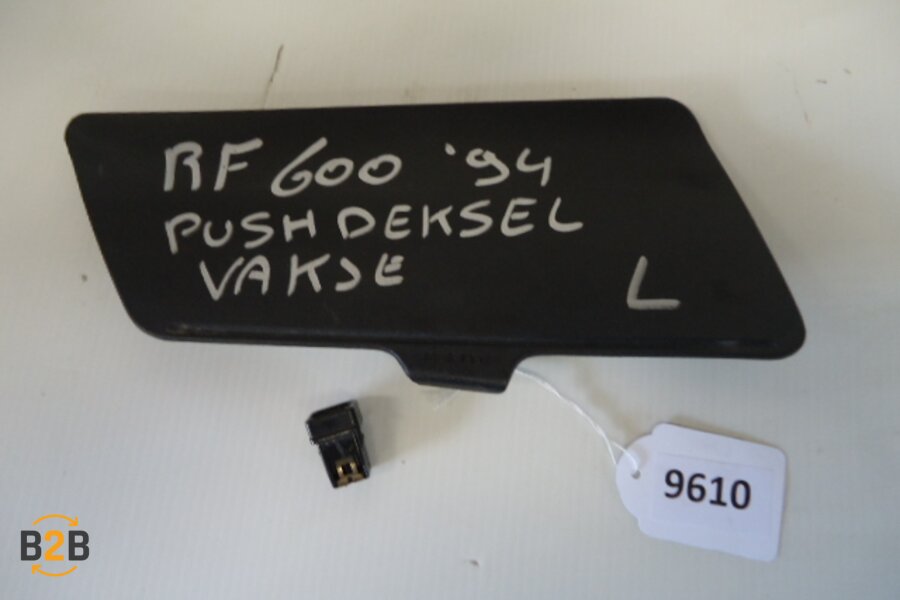 RF 600 '94
PUSH DEKSEL
VAKJE
L
9610
B2B